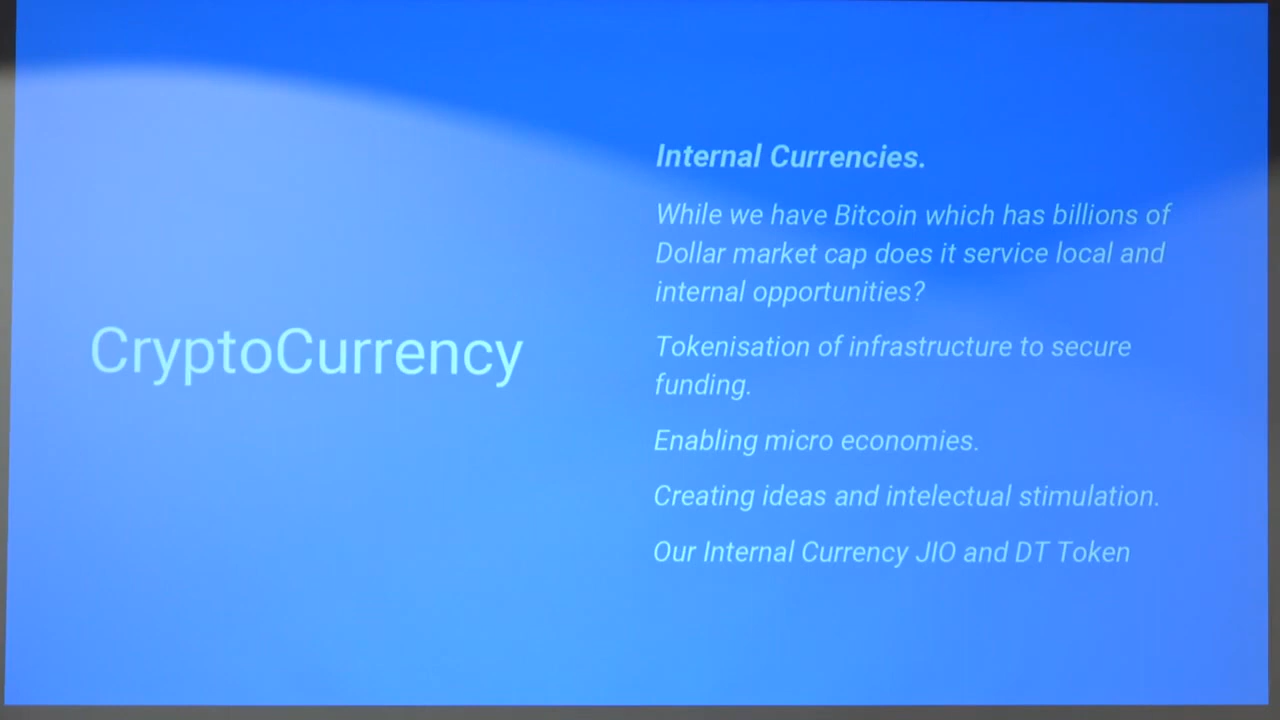 CryptoCurrency
Internal Currencies.
While we have Bitcoin which has billions of
Dollar market cap does it service local and
internal opportunities?
Tokenisation of infrastructure to secure
funding.
Enabling micro economies.
Creating ideas and intelectual stimulation.
Our Internal Currency JIO and DT Token